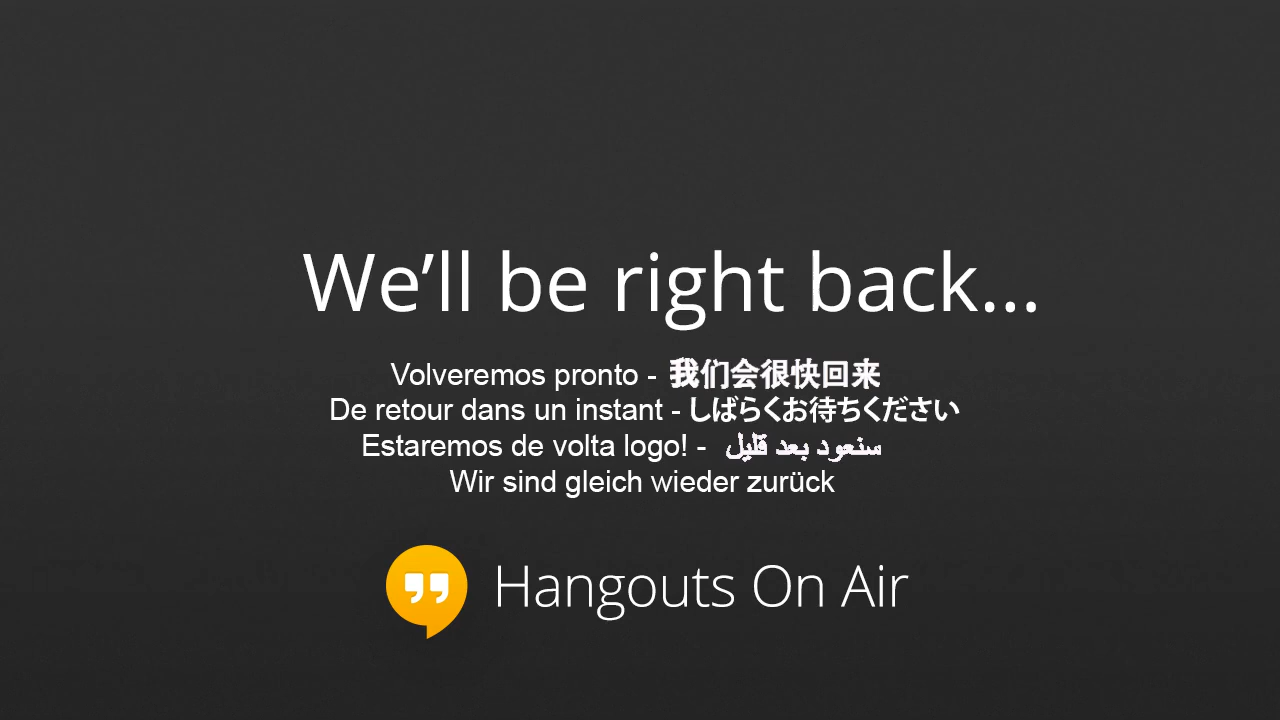 We’ll be right back...
Volveremos pronto - 我们会很快回来
De retour dans un instant - しばらくお待ちください
Estaremos de volta logo! - سنعود بعد قليل
Wir sind gleich wieder zurück
Hangouts On Air